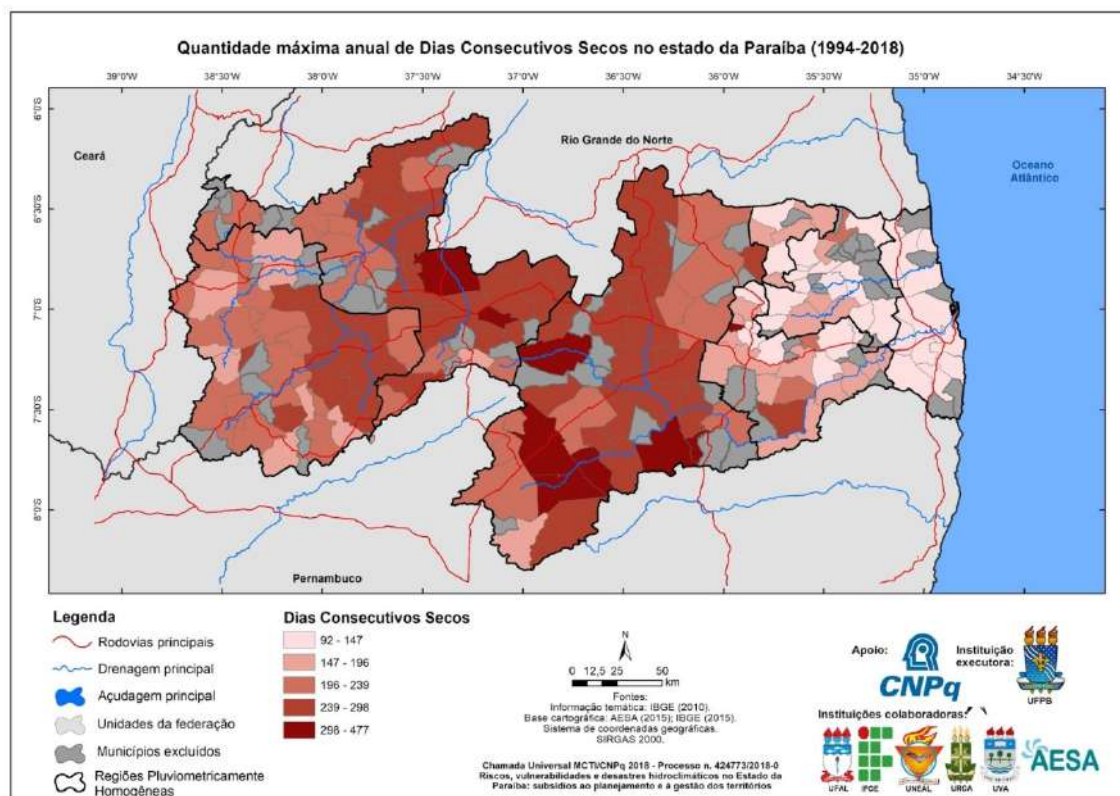 Quantidade máxima anual de Dias Consecutivos Secos no estado da Paraíba (1994-2018)
39°0'W 38°30'W 38°0'W 37°30'W 37°0'W 36°30'W 36°0'W 35°30'W 35°0'W 34°30'W
6°0'S
6°30'S
7°0'S
7°30'S
8°0'S
Ceará
Rio Grande do Norte
Oceano
Atlântico
Pernambuco
Legenda
Rodovias principais
Drenagem principal
Açudagem principal
Unidades da federação
Municípios excluídos
Regiões Pluviometricamente
Homogêneas
Dias Consecutivos Secos
92 - 147
147 - 196
196 - 239
239 - 298
298 - 477
N
0 12,5 25 50
km
Fontes:
Informação temática: IBGE (2010).
Base cartográfica: AESA (2015); IBGE (2015).
Sistema de coordenadas geográficas.
SIRGAS 2000.
Chamada Universal MCTI/CNPq 2018 - Processo n. 424773/2018-0
Riscos, vulnerabilidades e desastres hidroclimáticos no Estado da
Paraíba: subsídios ao planejamento e à gestão dos territórios
Apoio:
CNPq
Instituição
executora:
UFPB
Instituições colaboradoras:
UFAL IFGE UNEAL URCA UVA
AESA